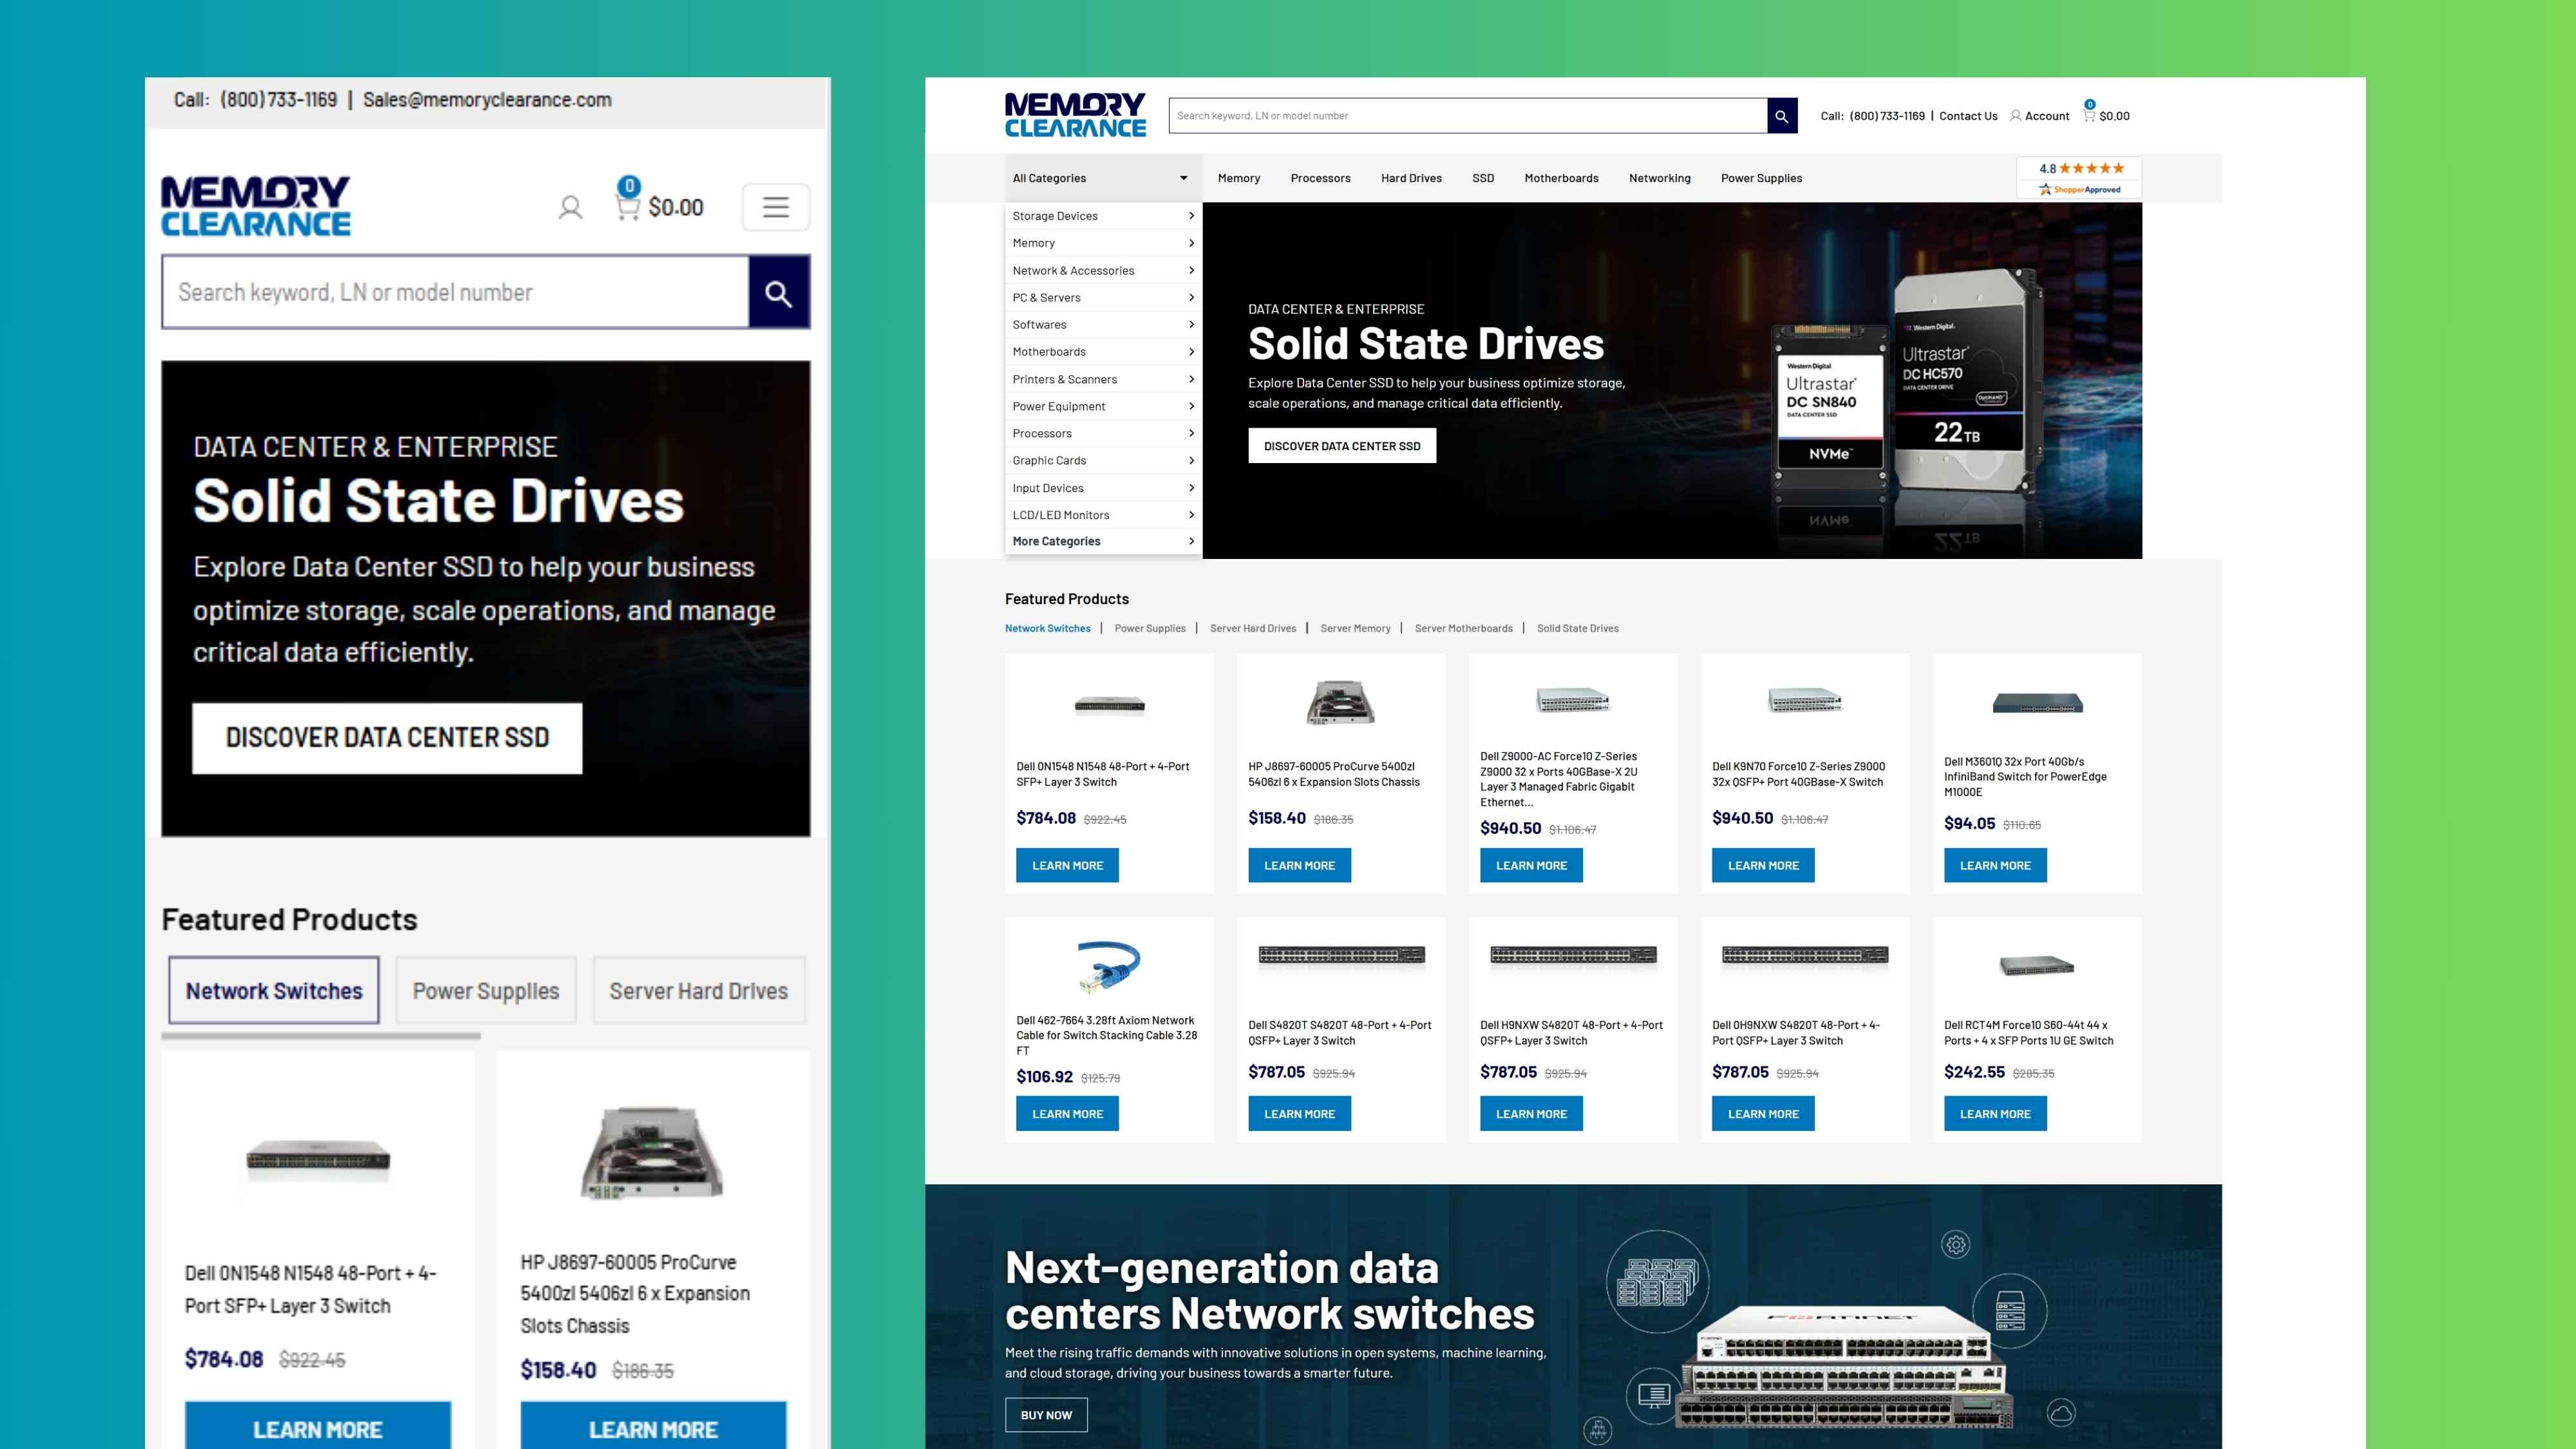 Call: (800) 733-1169 | Sales@memoryclearance.com
MEMORY
CLEARANCE
0
$0.00
Search keyword, LN or model number
DATA CENTER & ENTERPRISE
Solid State Drives
Explore Data Center SSD to help your business
optimize storage, scale operations, and manage
critical data efficiently.
DISCOVER DATA CENTER SSD
Featured Products
Network Switches
Power Supplies
Server Hard Drives
Dell 0N1548 N1548 48-Port + 4-
Port SFP+ Layer 3 Switch
$784.08 $922.45
LEARN MORE
HP J8697-60005 ProCurve
5400zl 5406zl 6 x Expansion
Slots Chassis
$158.40 $186.35
LEARN MORE
MEMORY
CLEARANCE
Search keyword, LN or model number
Call: (800) 733-1169 | Contact Us
Account
0
$0.00
All Categories
Memory
Processors
Hard Drives
SSD
Motherboards
Networking
Power Supplies
4.8
ShopperApproved
Storage Devices
Memory
Network & Accessories
PC & Servers
Softwares
Motherboards
Printers & Scanners
Power Equipment
Processors
Graphic Cards
Input Devices
LCD/LED Monitors
More Categories
DATA CENTER & ENTERPRISE
Solid State Drives
Explore Data Center SSD to help your business optimize storage,
scale operations, and manage critical data efficiently.
DISCOVER DATA CENTER SSD
Western Digital
Ultrastar
DC SN840
DATA CENTER SSD
NVMe
Western Digital.
Ultrastar
DC HC570
DATA CENTER DRIVE
OptiNAND
22TB
Featured Products
Network Switches | Power Supplies | Server Hard Drives | Server Memory | Server Motherboards | Solid State Drives
Dell 0N1548 N1548 48-Port + 4-Port
SFP+ Layer 3 Switch
$784.08 $922.45
LEARN MORE
HP J8697-60005 ProCurve 5400zl
5406zl 6 x Expansion Slots Chassis
$158.40 $186.35
LEARN MORE
Dell Z9000-AC Force10 Z-Series
Z9000 32 x Ports 40GBase-X 2U
Layer 3 Managed Fabric Gigabit
Ethernet...
$940.50 $1,106.47
LEARN MORE
Dell K9N70 Force10 Z-Series Z9000
32x QSFP+ Port 40GBase-X Switch
$940.50 $1,106.47
LEARN MORE
Dell M3601Q 32x Port 40Gb/s
InfiniBand Switch for PowerEdge
M1000E
$94.05 $110.65
LEARN MORE
Dell 462-7664 3.28ft Axiom Network
Cable for Switch Stacking Cable 3.28
FT
$106.92 $125.79
LEARN MORE
Dell S4820T S4820T 48-Port + 4-Port
QSFP+ Layer 3 Switch
$787.05 $925.94
LEARN MORE
Dell H9NXW S4820T 48-Port + 4-Port
QSFP+ Layer 3 Switch
$787.05 $925.94
LEARN MORE
Dell 0H9NXW S4820T 48-Port + 4-
Port QSFP+ Layer 3 Switch
$787.05 $925.94
LEARN MORE
Dell RCT4M Force10 S60-44t 44 x
Ports + 4 x SFP Ports 1U GE Switch
$242.55 $285.35
LEARN MORE
Next-generation data
centers Network switches
Meet the rising traffic demands with innovative solutions in open systems, machine learning,
and cloud storage, driving your business towards a smarter future.
BUY NOW
FORTINET